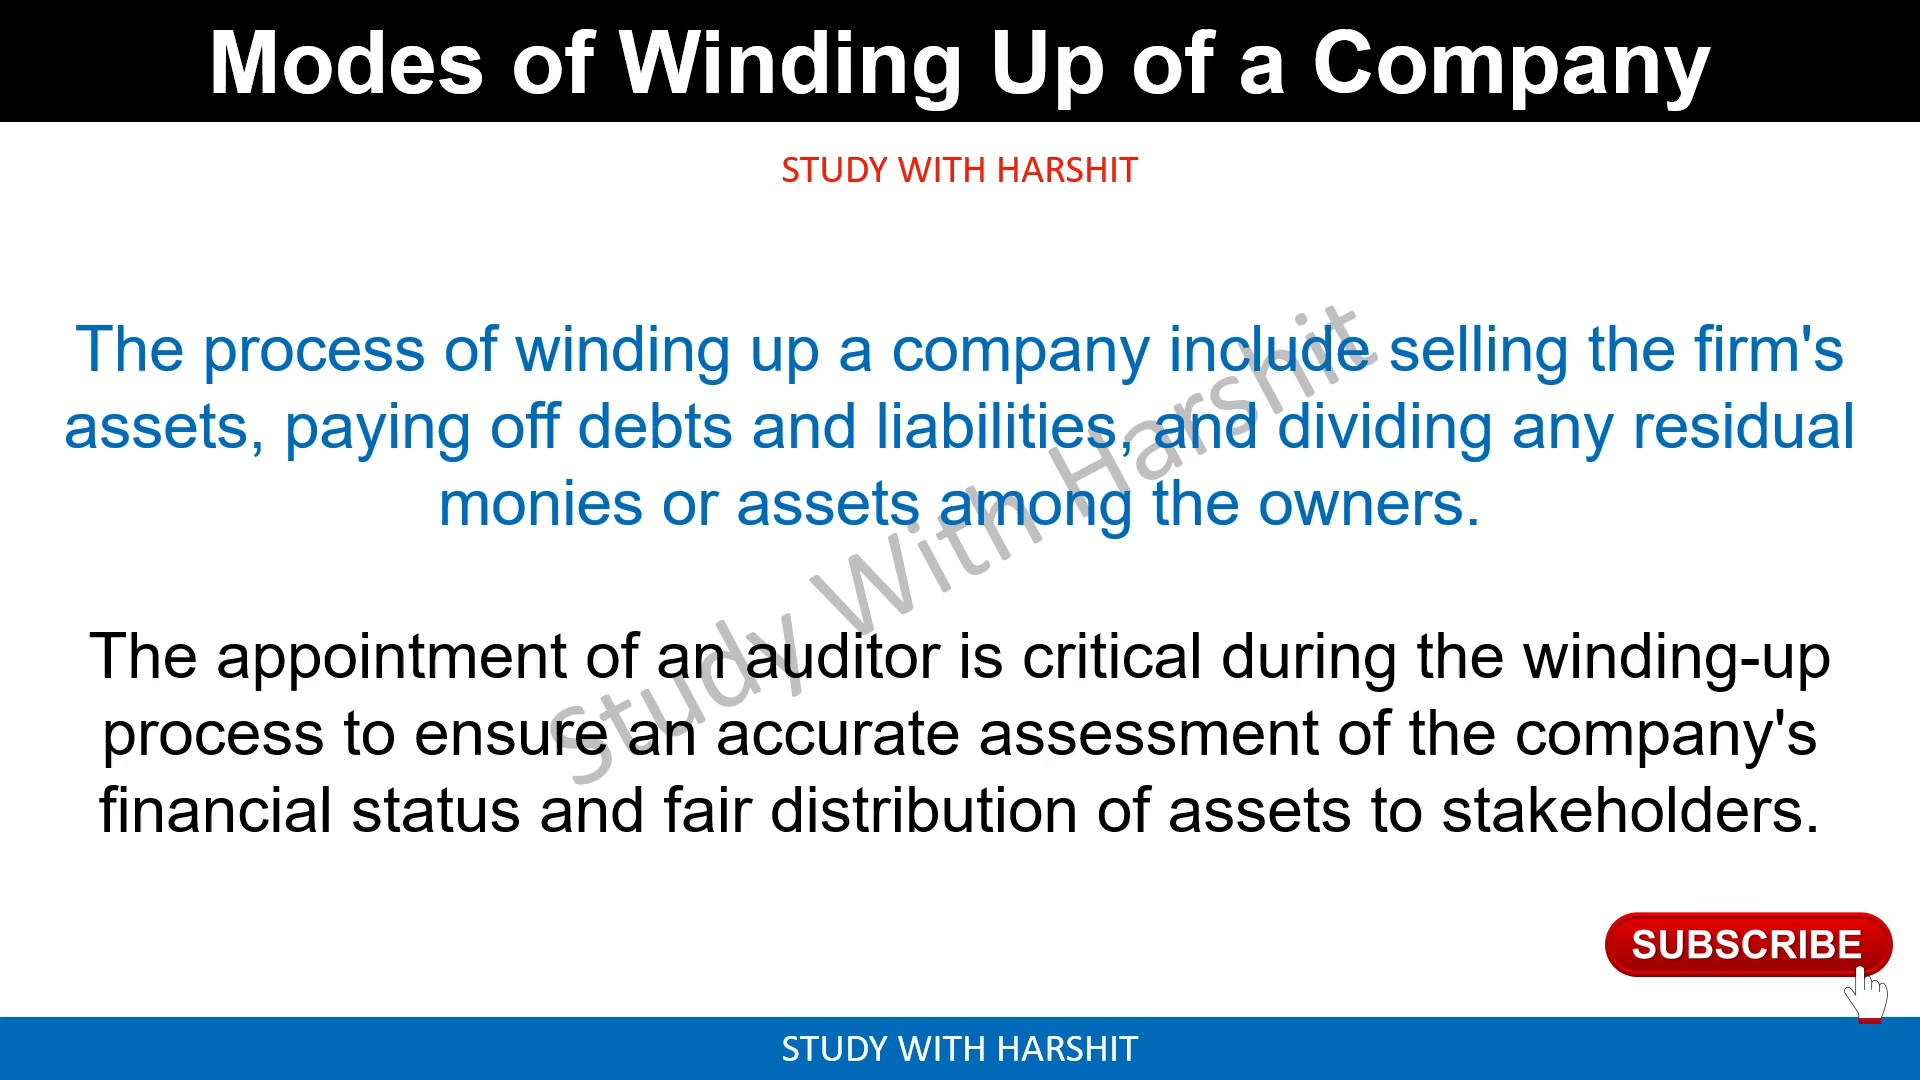 Modes of Winding Up of a Company
STUDY WITH HARSHIT
The process of winding up a company include selling the firm's
assets, paying off debts and liabilities, and dividing any residual
monies or assets among the owners.
Study With Harshit
The appointment of an auditor is critical during the winding-up
process to ensure an accurate assessment of the company's
financial status and fair distribution of assets to stakeholders.
SUBSCRIBE
STUDY WITH HARSHIT